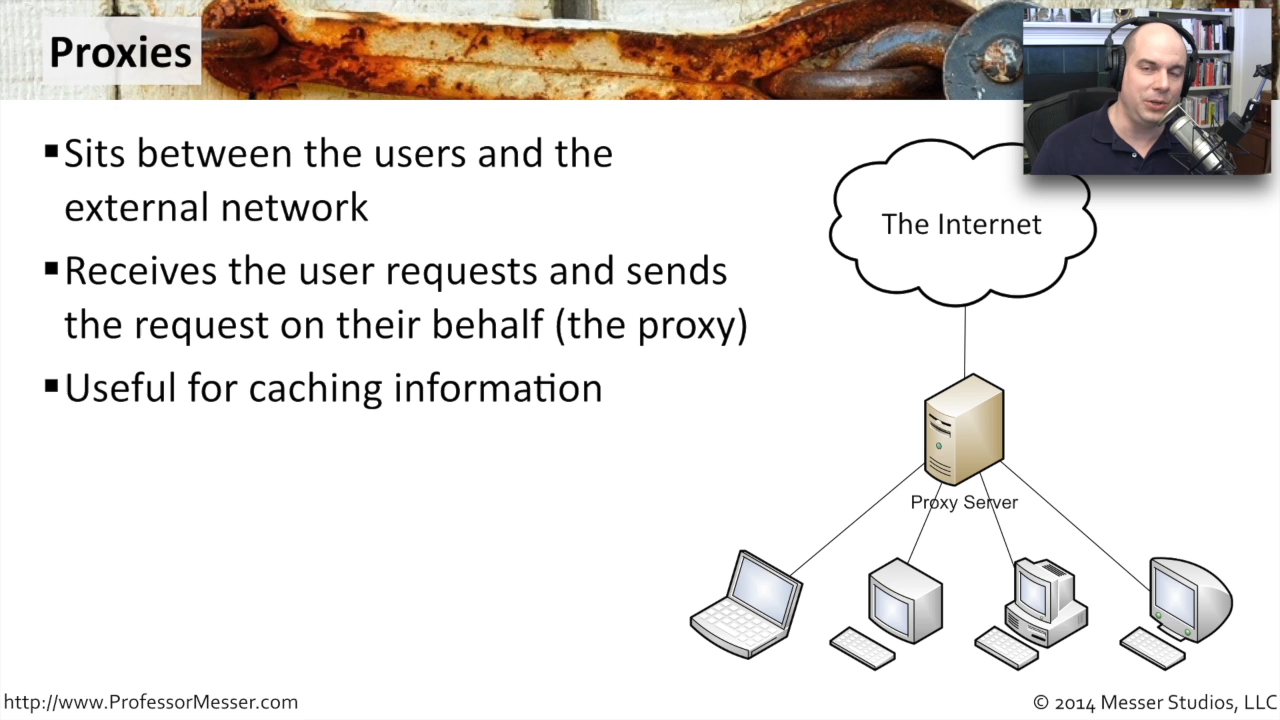 Proxies
▪Sits between the users and the
external network
▪Receives the user requests and sends
the request on their behalf (the proxy)
▪Useful for caching information
The Internet
Proxy Server
http://www.ProfessorMesser.com
© 2014 Messer Studios, LLC